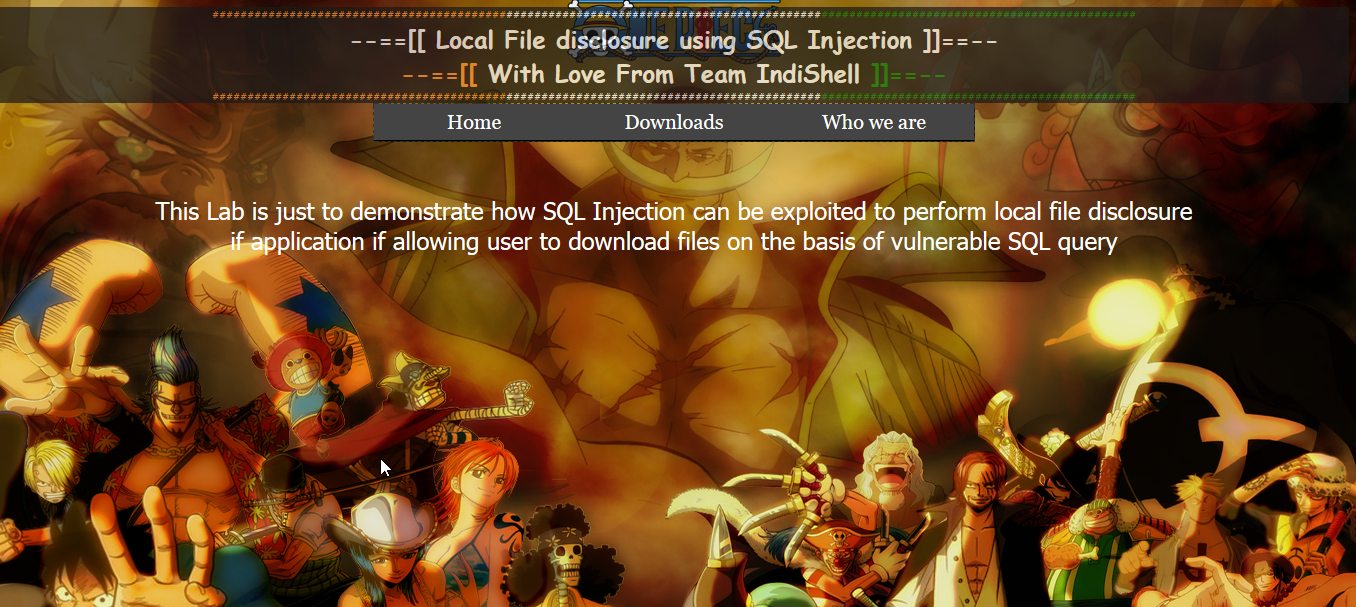 --==[[ Local File disclosure using SQL Injection ]]==--
--==[[ With Love From Team IndiShell ]]==--
Home Downloads Who we are
This Lab is just to demonstrate how SQL Injection can be exploited to perform local file disclosure
if application if allowing user to download files on the basis of vulnerable SQL query